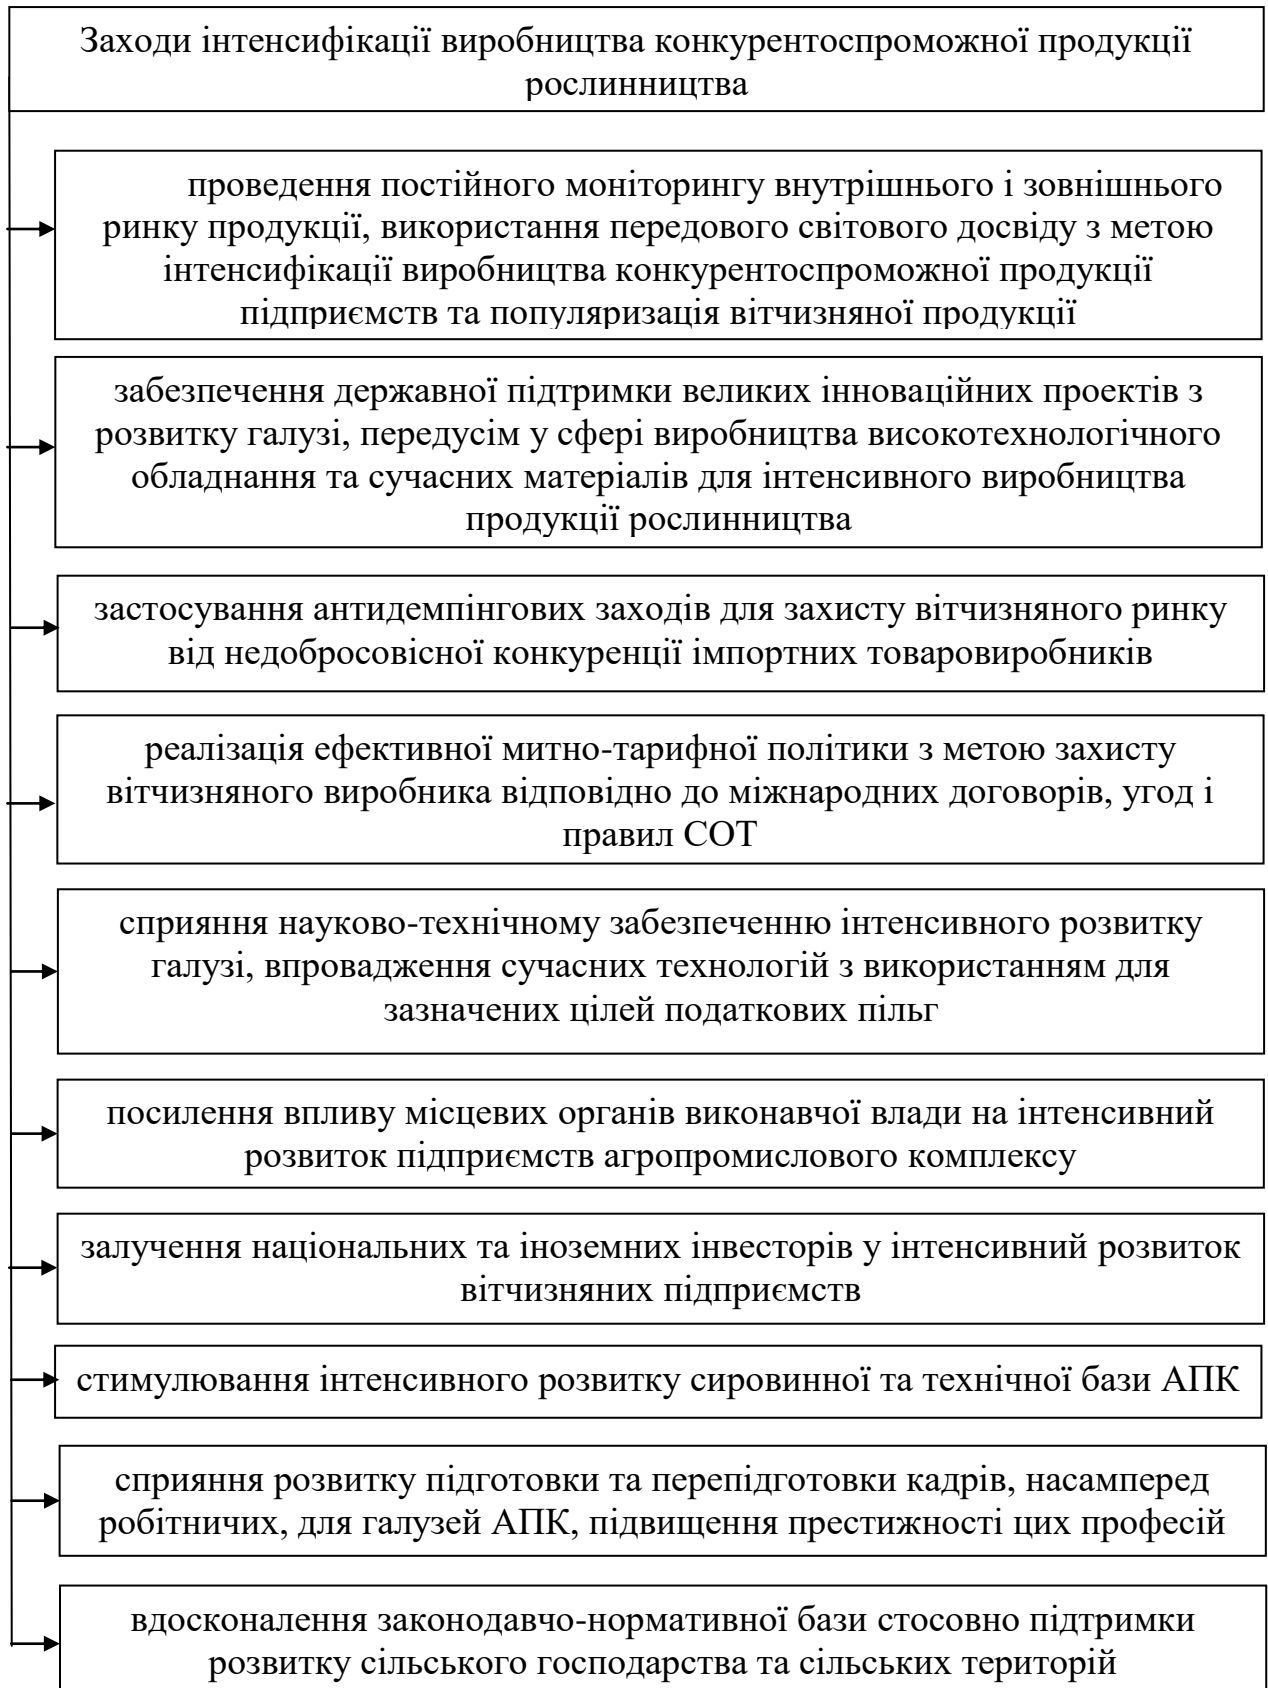 Заходи інтенсифікації виробництва конкурентоспроможної продукції
рослинництва
проведення постійного моніторингу внутрішнього і зовнішнього
ринку продукції, використання передового світового досвіду з метою
інтенсифікації виробництва конкурентоспроможної продукції
підприємств та популяризація вітчизняної продукції
забезпечення державної підтримки великих інноваційних проектів з
розвитку галузі, передусім у сфері виробництва високотехнологічного
обладнання та сучасних матеріалів для інтенсивного виробництва
продукції рослинництва
застосування антидемпінгових заходів для захисту вітчизняного ринку
від недобросовісної конкуренції імпортних товаровиробників
реалізація ефективної митно-тарифної політики з метою захисту
вітчизняного виробника відповідно до міжнародних договорів, угод і
правил СОТ
сприяння науково-технічному забезпеченню інтенсивного розвитку
галузі, впровадження сучасних технологій з використанням для
зазначених цілей податкових пільг
посилення впливу місцевих органів виконавчої влади на інтенсивний
розвиток підприємств агропромислового комплексу
залучення національних та іноземних інвесторів у інтенсивний розвиток
вітчизняних підприємств
стимулювання інтенсивного розвитку сировинної та технічної бази АПК
сприяння розвитку підготовки та перепідготовки кадрів, насамперед
робітничих, для галузей АПК, підвищення престижності цих професій
вдосконалення законодавчо-нормативної бази стосовно підтримки
розвитку сільського господарства та сільських територій